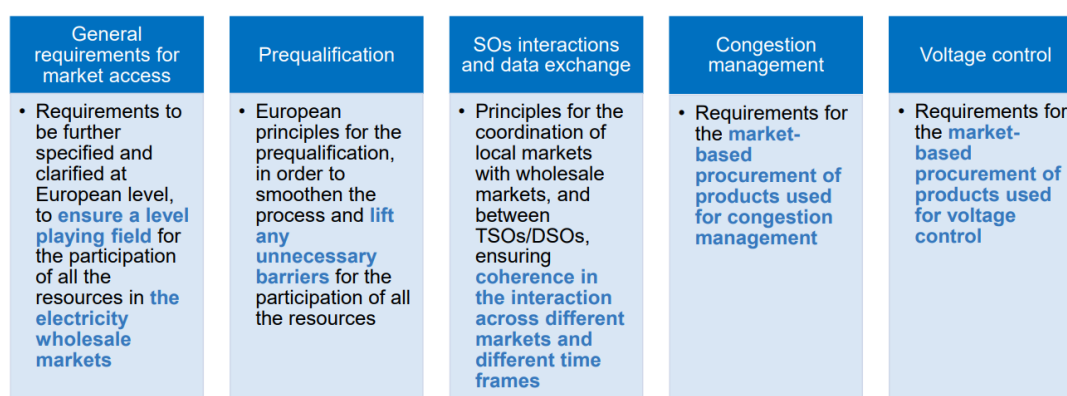 General
requirements for
market access
• Requirements to
be further
specified and
clarified at
European level,
to ensure a level
playing field for
the participation
of all the
resources in the
electricity
wholesale
markets
Prequalification
• European
principles for the
prequalification,
in order to
smoothen the
process and lift
any
unnecessary
barriers for the
participation of all
the resources
SOs interactions
and data exchange
• Principles for the
coordination of
local markets
with wholesale
markets, and
between
TSOs/DSOs,
ensuring
coherence in
the interaction
across different
markets and
different time
frames
Congestion
management
• Requirements for
the market-
based
procurement of
products used
for congestion
management
Voltage control
• Requirements for
the market-
based
procurement of
products used
for voltage
control